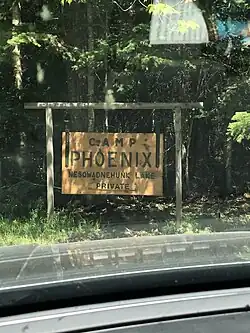 CAMP
PHOENIX
NESOWADNEHUNK LAKE
PRIVATE